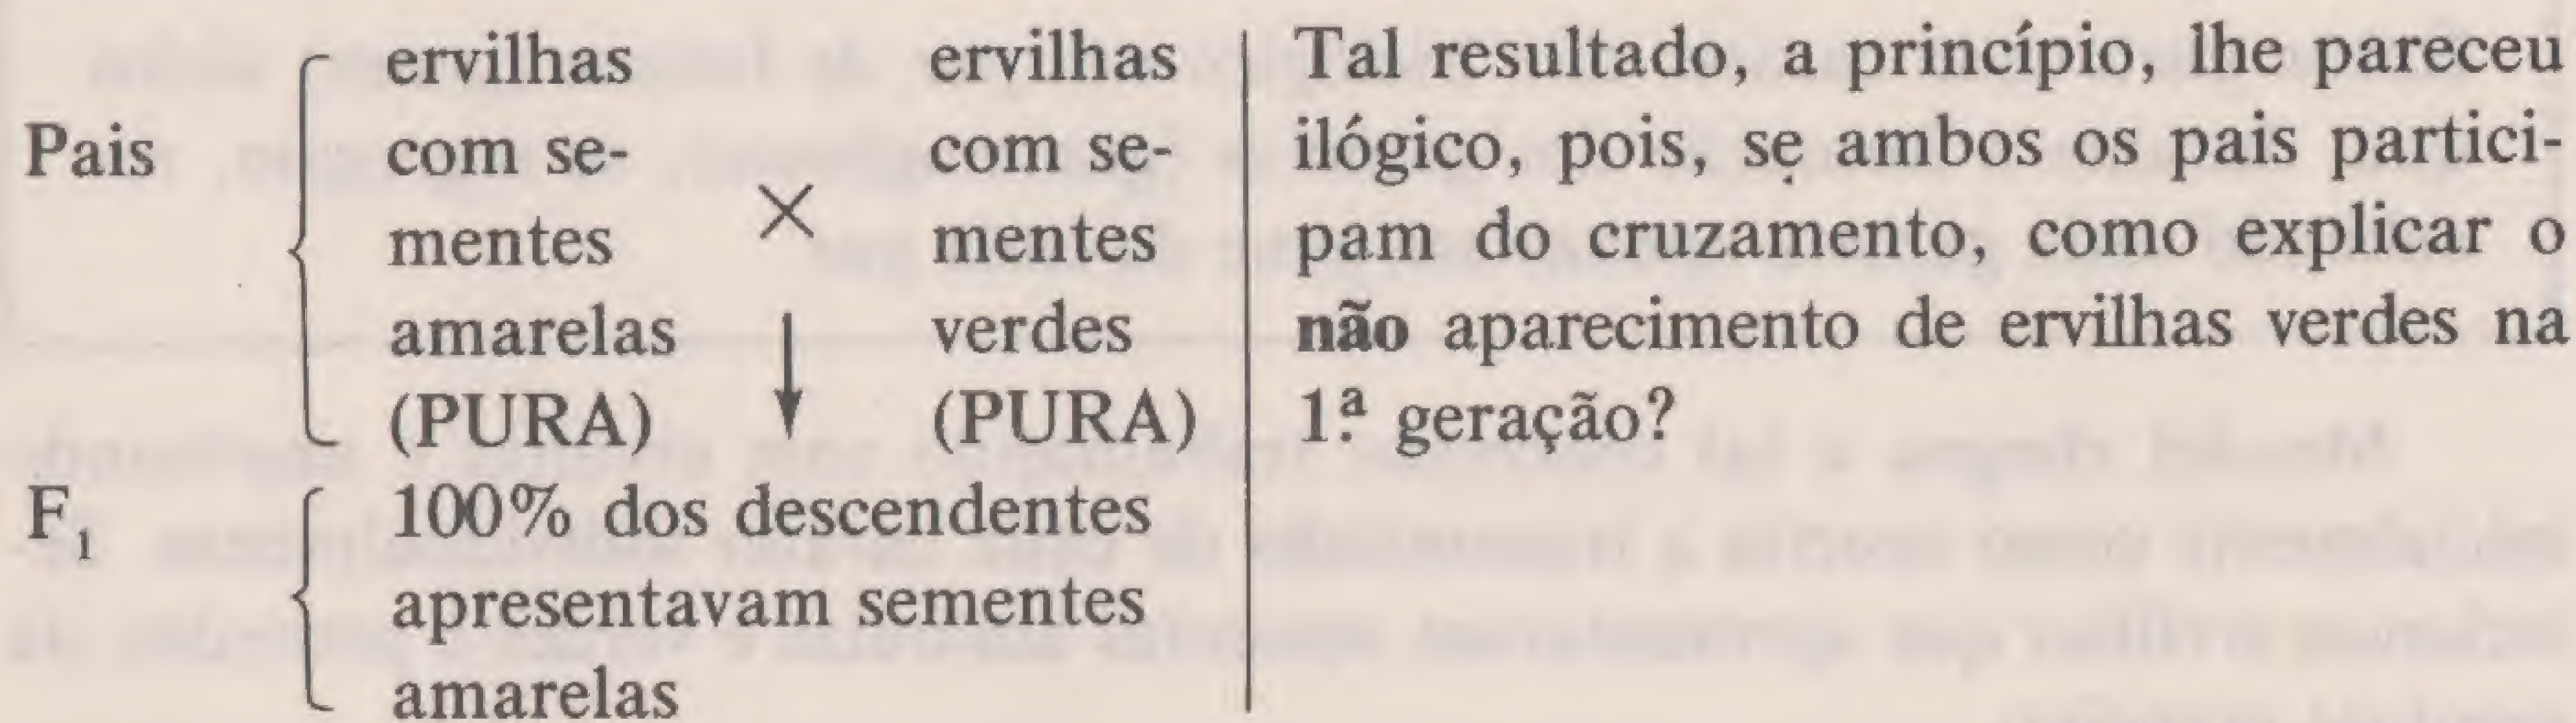 Pais
ervilhas
com se-
mentes
amarelas
(PURA)
×
ervilhas
com se-
mentes
verdes
(PURA)
F1
100% dos descendentes
apresentavam sementes
amarelas
Tal resultado, a princípio, lhe pareceu
ilógico, pois, se ambos os pais partici-
pam do cruzamento, como explicar o
não aparecimento de ervilhas verdes na
1.ª geração?